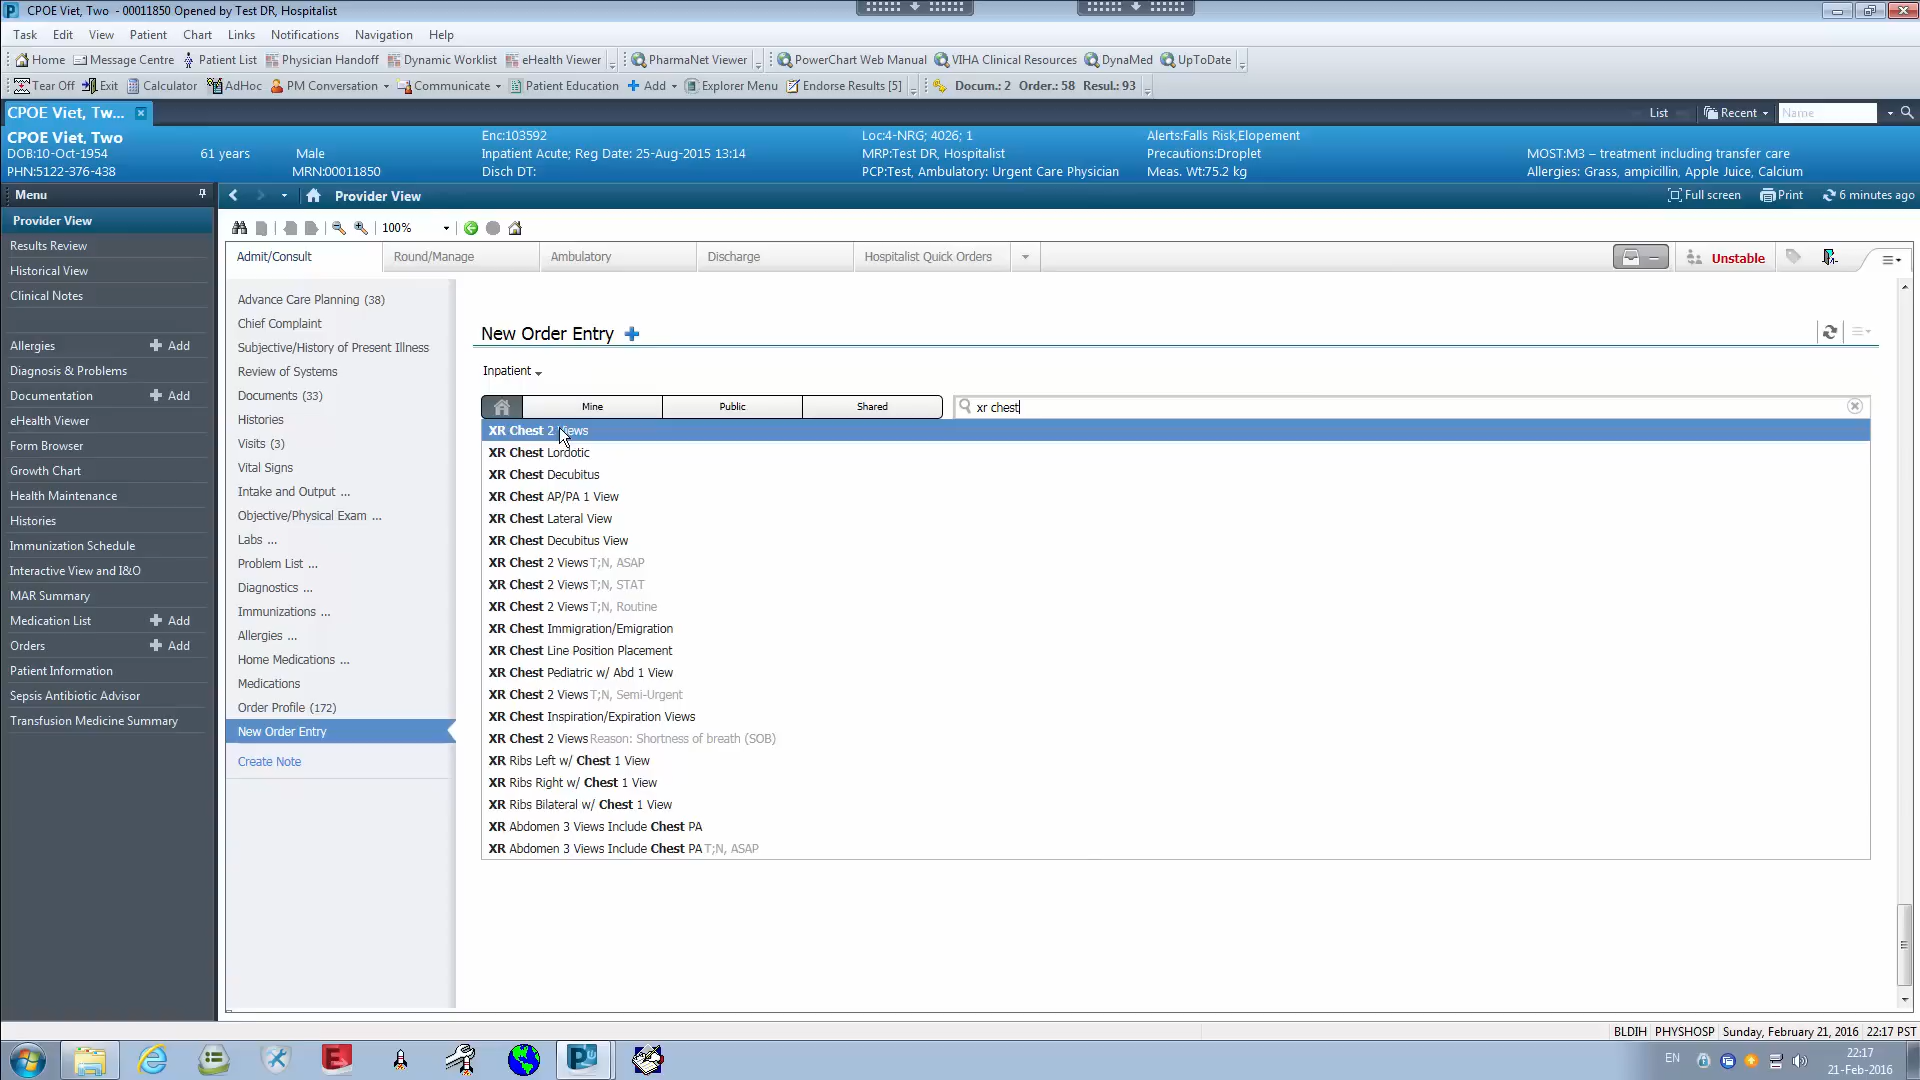 CPOE Viet, Two - 00011850 Opened by Test DR, Hospitalist
Task Edit View Patient Chart Links Notifications Navigation Help
Home Message Centre Patient List Physician Handoff Dynamic Worklist eHealth Viewer PharmaNet Viewer PowerChart Web Manual VIHA Clinical Resources DynaMed UpToDate
Tear Off Exit Calculator AdHoc PM Conversation Communicate Patient Education Add Explorer Menu Endorse Results [5] Docum.: 2 Order.: 58 Resul.: 93
CPOE Viet, Tw... List Recent Name
CPOE Viet, Two Enc:103592 Loc:4-NRG; 4026; 1 Alerts:Falls Risk,Elopement
DOB:10-Oct-1954 61 years Male Inpatient Acute; Reg Date: 25-Aug-2015 13:14 MRP:Test DR, Hospitalist Precautions:Droplet MOST:M3 – treatment including transfer care
PHN:5122-376-438 MRN:00011850 Disch DT: PCP:Test, Ambulatory: Urgent Care Physician Meas. Wt:75.2 kg Allergies: Grass, ampicillin, Apple Juice, Calcium
Menu Provider View Full screen Print 6 minutes ago
Provider View
Results Review
Historical View
Clinical Notes
Allergies Add
Diagnosis & Problems
Documentation Add
eHealth Viewer
Form Browser
Growth Chart
Health Maintenance
Histories
Immunization Schedule
Interactive View and I&O
MAR Summary
Medication List Add
Orders Add
Patient Information
Sepsis Antibiotic Advisor
Transfusion Medicine Summary
100%
Admit/Consult Round/Manage Ambulatory Discharge Hospitalist Quick Orders Unstable
Advance Care Planning (38)
Chief Complaint
Subjective/History of Present Illness
Review of Systems
Documents (33)
Histories
Visits (3)
Vital Signs
Intake and Output ...
Objective/Physical Exam ...
Labs ...
Problem List ...
Diagnostics ...
Immunizations ...
Allergies ...
Home Medications ...
Medications
Order Profile (172)
New Order Entry
Create Note
New Order Entry
Inpatient
Mine Public Shared xr chest
XR Chest 2 Views
XR Chest Lordotic
XR Chest Decubitus
XR Chest AP/PA 1 View
XR Chest Lateral View
XR Chest Decubitus View
XR Chest 2 Views T;N, ASAP
XR Chest 2 Views T;N, STAT
XR Chest 2 Views T;N, Routine
XR Chest Immigration/Emigration
XR Chest Line Position Placement
XR Chest Pediatric w/ Abd 1 View
XR Chest 2 Views T;N, Semi-Urgent
XR Chest Inspiration/Expiration Views
XR Chest 2 Views Reason: Shortness of breath (SOB)
XR Ribs Left w/ Chest 1 View
XR Ribs Right w/ Chest 1 View
XR Ribs Bilateral w/ Chest 1 View
XR Abdomen 3 Views Include Chest PA
XR Abdomen 3 Views Include Chest PA T;N, ASAP
BLDIH PHYSHOSP Sunday, February 21, 2016 22:17 PST
EN 22:17
21-Feb-2016